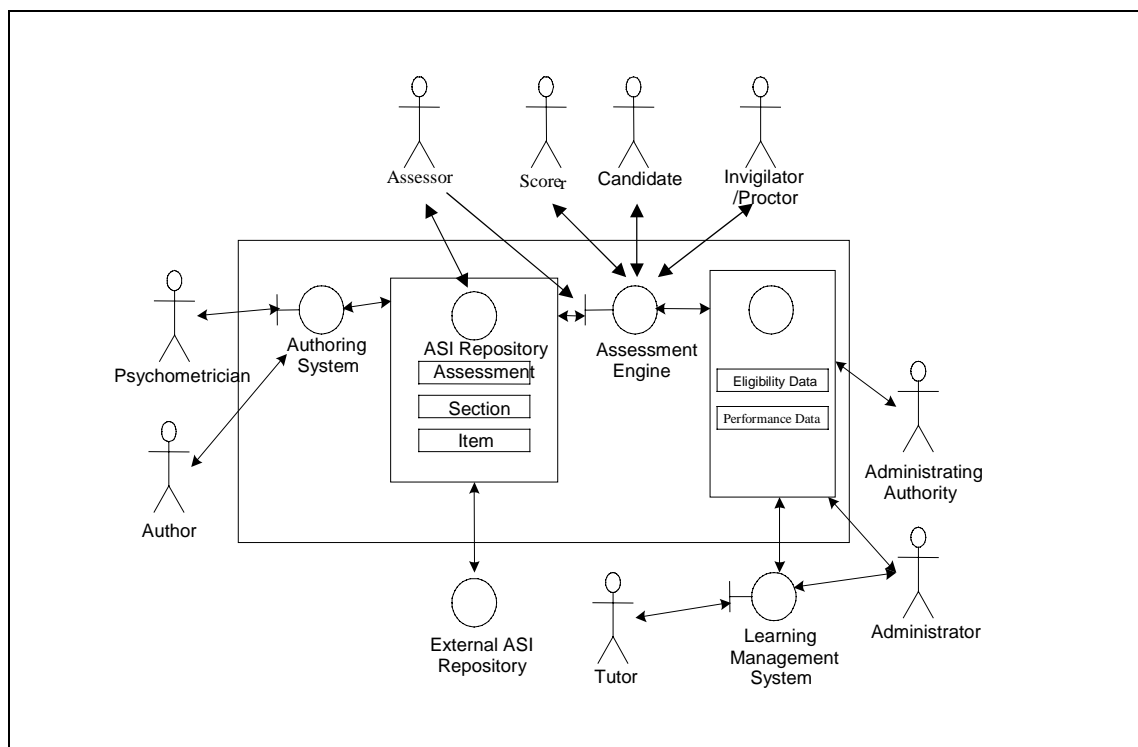 Assessor
Scorer
Candidate
Invigilator
/Proctor
Psychometrician
Authoring
System
ASI Repository
Assessment
Section
Item
Assessment
Engine
Eligibility Data
Performance Data
Author
Administrating
Authority
External ASI
Repository
Tutor
Learning
Management
System
Administrator